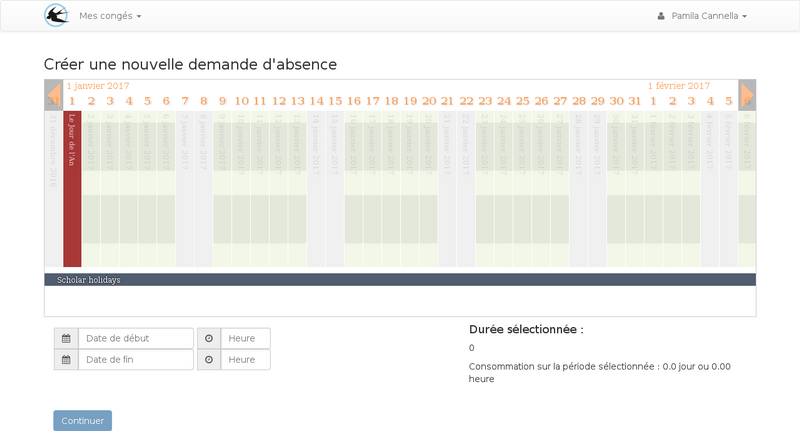 Mes congés
Pamila Cannella
Créer une nouvelle demande d'absence
1 janvier 2017 1 février 2017
31 1 2 3 4 5 6 7 8 9 10 11 12 13 14 15 16 17 18 19 20 21 22 23 24 25 26 27 28 29 30 31 1 2 3 4 5 6
31 décembre 2016
Le Jour de l'An
2 janvier 2017
3 janvier 2017
4 janvier 2017
5 janvier 2017
6 janvier 2017
7 janvier 2017
8 janvier 2017
9 janvier 2017
10 janvier 2017
11 janvier 2017
12 janvier 2017
13 janvier 2017
14 janvier 2017
15 janvier 2017
16 janvier 2017
17 janvier 2017
18 janvier 2017
19 janvier 2017
20 janvier 2017
21 janvier 2017
22 janvier 2017
23 janvier 2017
24 janvier 2017
25 janvier 2017
26 janvier 2017
27 janvier 2017
28 janvier 2017
29 janvier 2017
30 janvier 2017
31 janvier 2017
1 février 2017
2 février 2017
3 février 2017
4 février 2017
5 février 2017
6 février 2017
Scholar holidays
Date de début Heure
Date de fin Heure
Durée sélectionnée :
0
Consommation sur la période sélectionnée : 0.0 jour ou 0.00
heure
Continuer